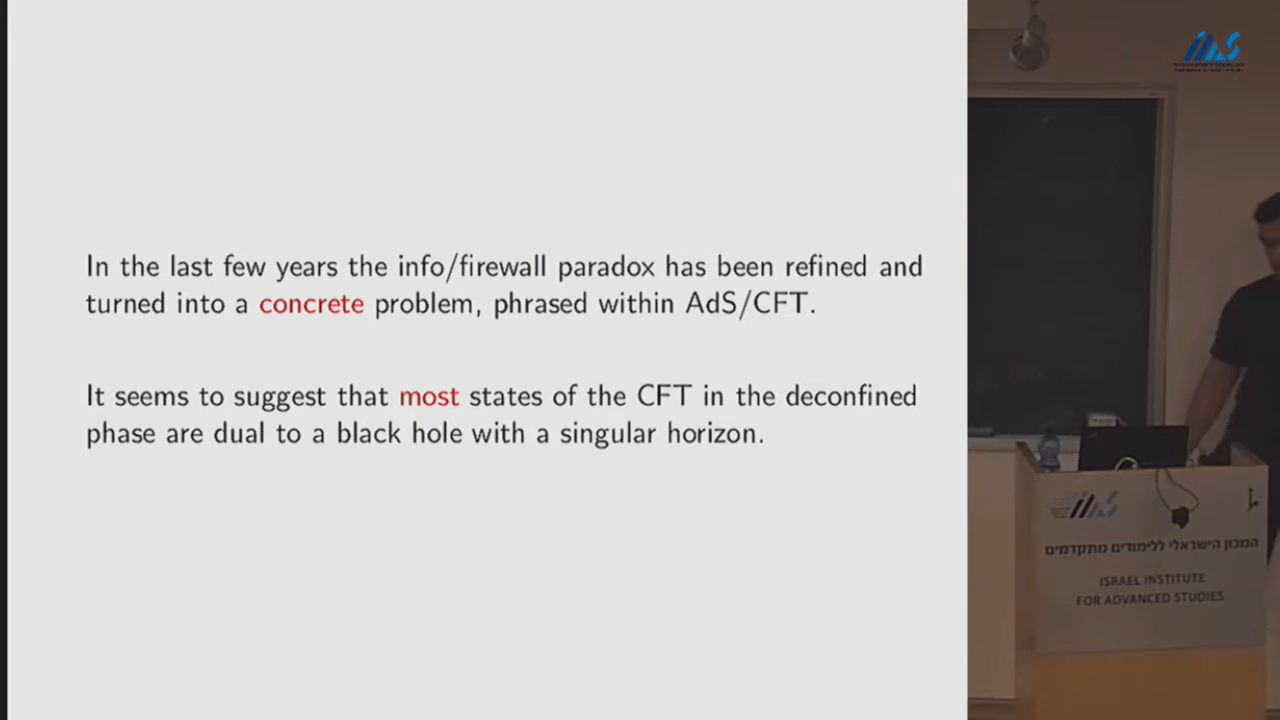 In the last few years the info/firewall paradox has been refined and
turned into a concrete problem, phrased within AdS/CFT.
It seems to suggest that most states of the CFT in the deconfined
phase are dual to a black hole with a singular horizon.
IIAS
IIAS
המכון הישראלי ללימודים מתקדמים
ISRAEL INSTITUTE
FOR ADVANCED STUDIES